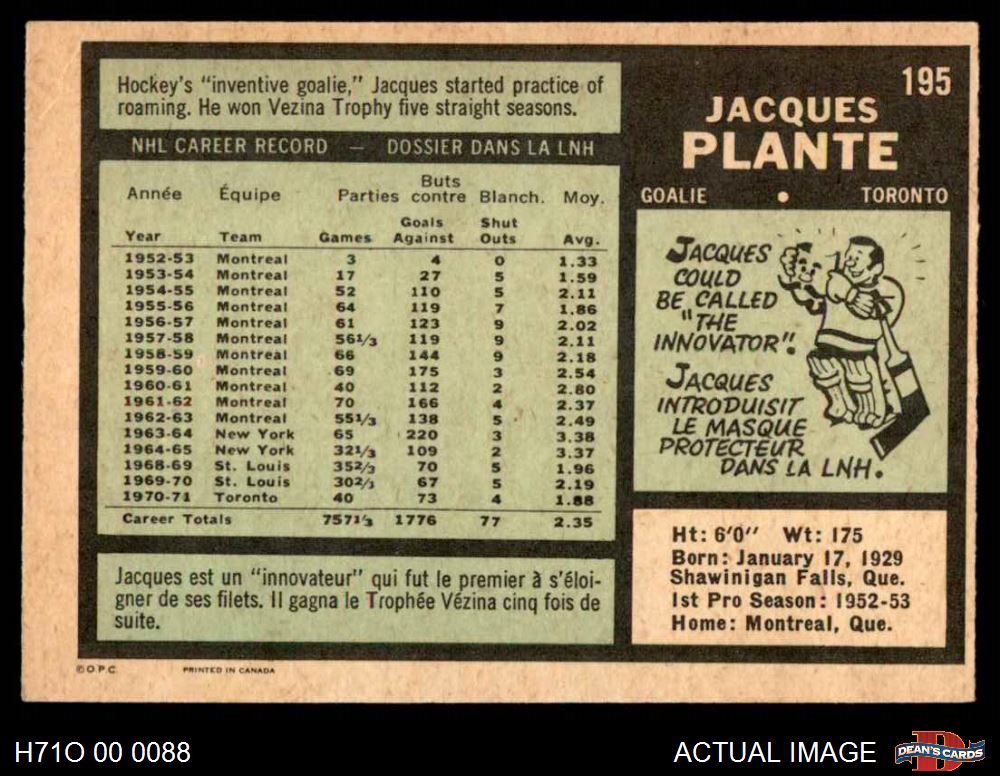 195
JACQUES
PLANTE
GOALIE • TORONTO
Hockey's "inventive goalie," Jacques started practice of
roaming. He won Vezina Trophy five straight seasons.
NHL CAREER RECORD — DOSSIER DANS LA LNH
Année Équipe Parties Buts contre Blanch. Moy.
Year Team Games Goals Against Shut Outs Avg.
1952-53 Montreal 3 4 0 1.33
1953-54 Montreal 17 27 5 1.59
1954-55 Montreal 52 110 5 2.11
1955-56 Montreal 64 119 7 1.86
1956-57 Montreal 61 123 9 2.02
1957-58 Montreal 561/3 119 9 2.11
1958-59 Montreal 66 144 9 2.18
1959-60 Montreal 69 175 3 2.54
1960-61 Montreal 40 112 2 2.80
1961-62 Montreal 70 166 4 2.37
1962-63 Montreal 551/3 138 5 2.49
1963-64 New York 65 220 3 3.38
1964-65 New York 321/3 109 2 3.37
1968-69 St. Louis 352/3 70 5 1.96
1969-70 St. Louis 302/3 67 5 2.19
1970-71 Toronto 40 73 4 1.88
Career Totals 7571/3 1776 77 2.35
Jacques est un "innovateur" qui fut le premier à s'éloi-
gner de ses filets. Il gagna le Trophée Vézina cinq fois de
suite.
JACQUES
COULD
BE CALLED
"THE
INNOVATOR".
JACQUES
INTRODUISIT
LE MASQUE
PROTECTEUR
DANS LA LNH.
Ht: 6'0" Wt: 175
Born: January 17, 1929
Shawinigan Falls, Que.
1st Pro Season: 1952-53
Home: Montreal, Que.
© O.P.C. PRINTED IN CANADA
H71O 00 0088
ACTUAL IMAGE
D
DEAN'S CARDS